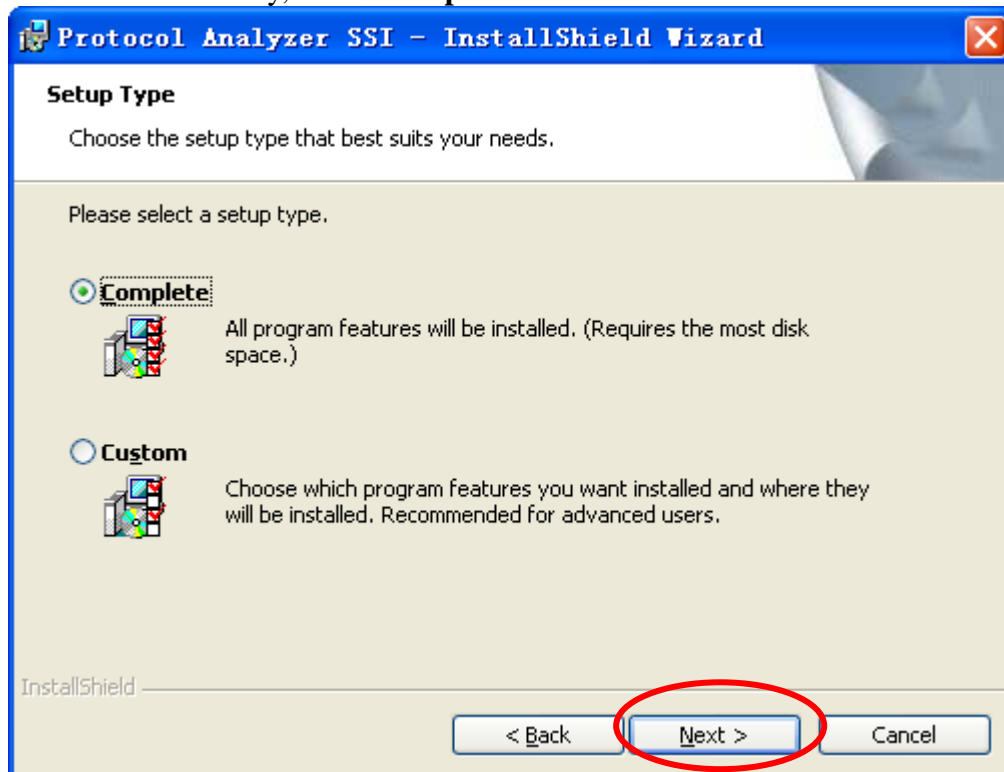 Protocol Analyzer SSI - InstallShield Wizard
Setup Type
Choose the setup type that best suits your needs.
Please select a setup type.
Complete
All program features will be installed. (Requires the most disk
space.)
Custom
Choose which program features you want installed and where they
will be installed. Recommended for advanced users.
InstallShield
< Back Next > Cancel